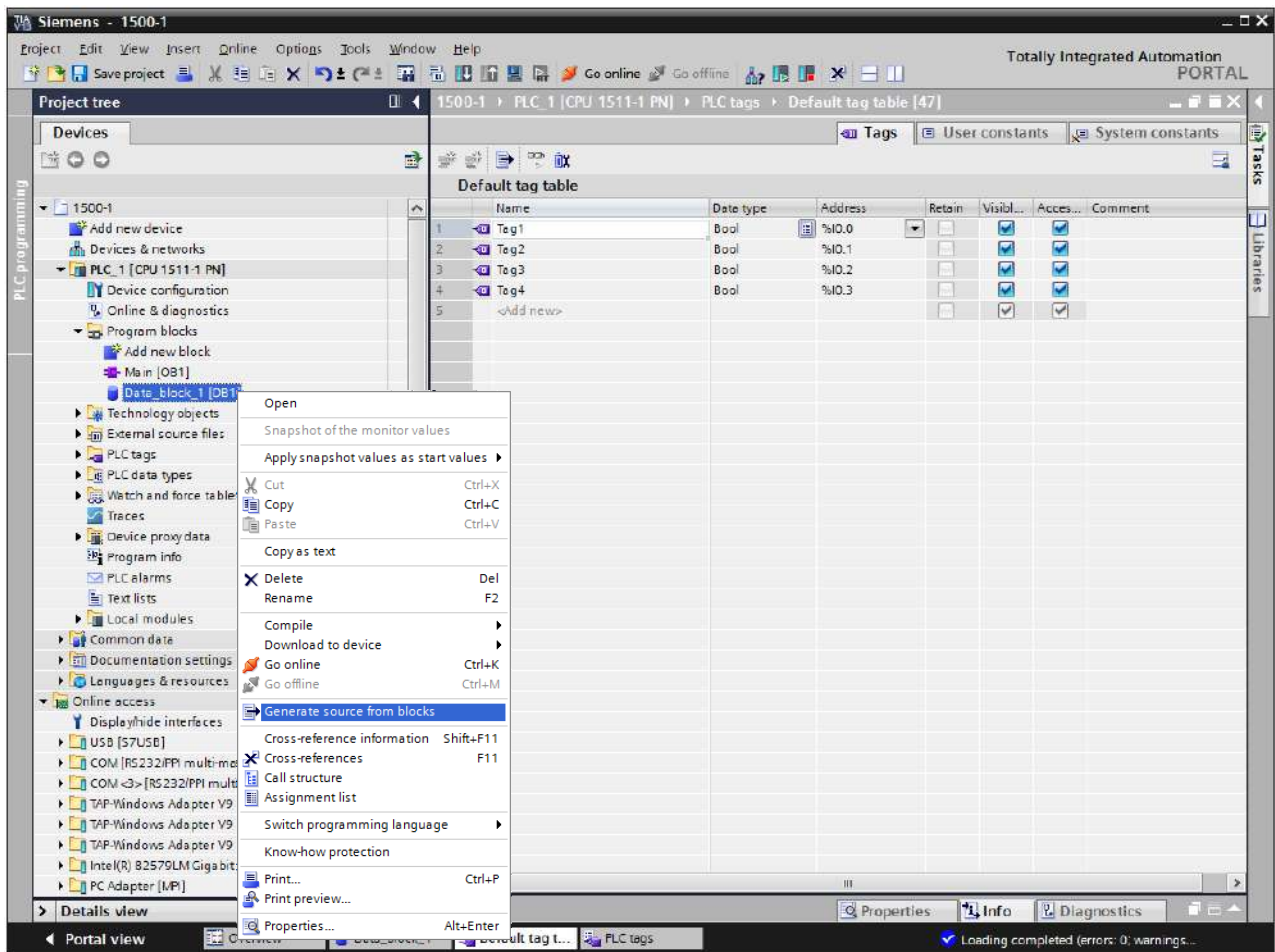 Siemens - 1500-1
Project Edit View Insert Online Options Tools Window Help
Totally Integrated Automation
PORTAL
Save project Go online Go offline
Project tree
1500-1 PLC_1 [CPU 1511-1 PN] PLC tags Default tag table [47]
Devices
Tags User constants System constants
Default tag table
Name Data type Address Retain Visibl... Acces... Comment
1 Tag1 Bool %I0.0
2 Tag2 Bool %I0.1
3 Tag3 Bool %I0.2
4 Tag4 Bool %I0.3
5 <Add new>
PLC programming
1500-1
Add new device
Devices & networks
PLC_1 [CPU 1511-1 PN]
Device configuration
Online & diagnostics
Program blocks
Add new block
Main [OB1]
Data_block_1 [DB1
Technology objects
External source files
PLC tags
PLC data types
Watch and force table
Traces
Device proxy data
Program info
PLC alarms
Text lists
Local modules
Common data
Documentation settings
Languages & resources
Online access
Display/hide interfaces
USB [S7USB]
COM [RS232/PPI multi-ma
COM <3> [RS232/PPI mult
TAP-Windows Adapter V9
TAP-Windows Adapter V9
TAP-Windows Adapter V9
Intel(R) 82579LM Gigabit
PC Adapter [MPI]
Open
Snapshot of the monitor values
Apply snapshot values as start values
Cut Ctrl+X
Copy Ctrl+C
Paste Ctrl+V
Copy as text
Delete Del
Rename F2
Compile
Download to device
Go online Ctrl+K
Go offline Ctrl+M
Generate source from blocks
Cross-reference information Shift+F11
Cross-references F11
Call structure
Assignment list
Switch programming language
Know-how protection
Print... Ctrl+P
Print preview...
Properties... Alt+Enter
Tasks
Libraries
Details view
Properties Info Diagnostics
Portal view
Default tag t... PLC tags
Loading completed (errors: 0; warnings...